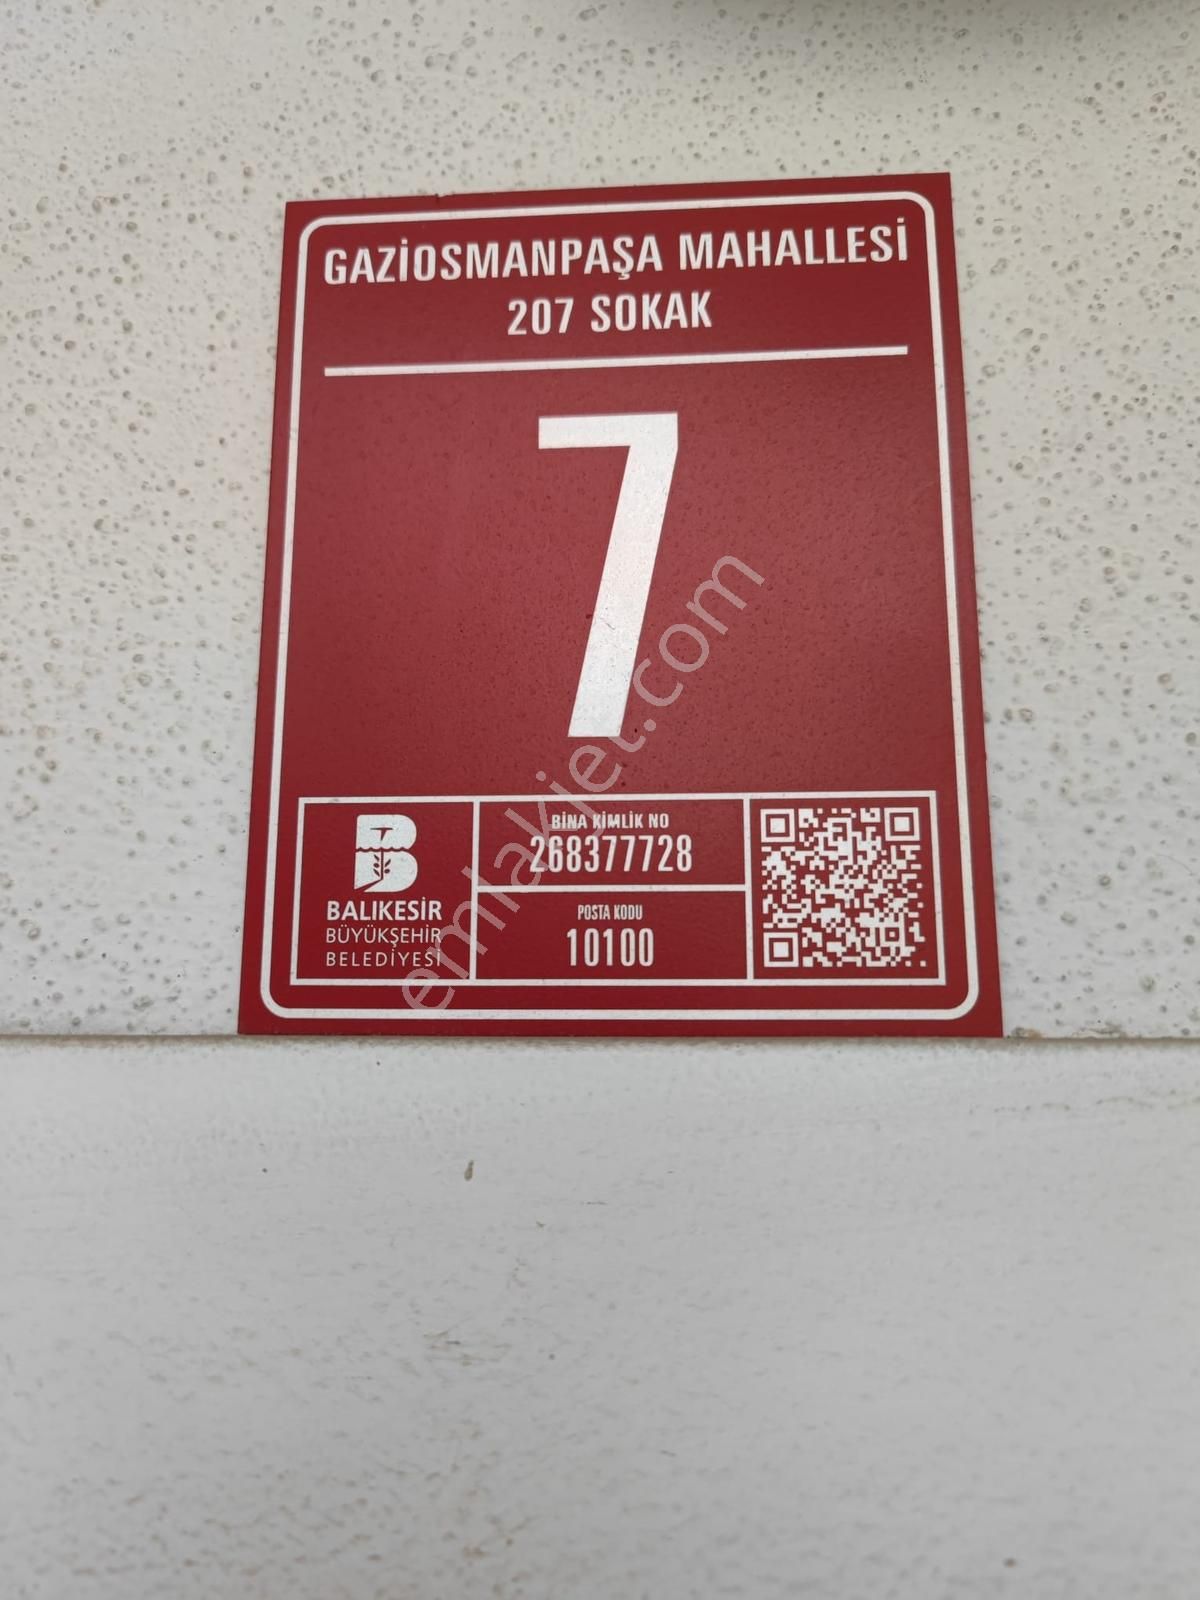 GAZİOSMANPAŞA MAHALLESİ
207 SOKAK
7
BALIKESİR
BÜYÜKŞEHİR
BELEDİYESİ
BİNA KİMLİK NO
268377728
POSTA KODU
10100
emlakjet.com